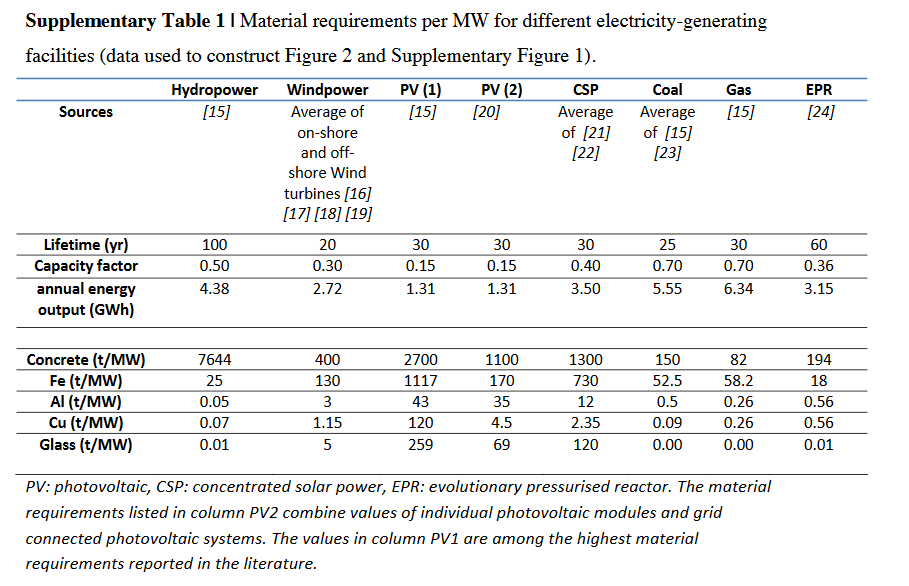 Supplementary Table 1 | Material requirements per MW for different electricity-generating
facilities (data used to construct Figure 2 and Supplementary Figure 1).
Hydropower Windpower PV (1) PV (2) CSP Coal Gas EPR
Sources [15] Average of [15] [20] Average Average [15] [24]
on-shore of [21] of [15]
and off- [22] [23]
shore Wind
turbines [16]
[17] [18] [19]
Lifetime (yr) 100 20 30 30 30 25 30 60
Capacity factor 0.50 0.30 0.15 0.15 0.40 0.70 0.70 0.36
annual energy 4.38 2.72 1.31 1.31 3.50 5.55 6.34 3.15
output (GWh)
Concrete (t/MW) 7644 400 2700 1100 1300 150 82 194
Fe (t/MW) 25 130 1117 170 730 52.5 58.2 18
Al (t/MW) 0.05 3 43 35 12 0.5 0.26 0.56
Cu (t/MW) 0.07 1.15 120 4.5 2.35 0.09 0.26 0.56
Glass (t/MW) 0.01 5 259 69 120 0.00 0.00 0.01
PV: photovoltaic, CSP: concentrated solar power, EPR: evolutionary pressurised reactor. The material
requirements listed in column PV2 combine values of individual photovoltaic modules and grid
connected photovoltaic systems. The values in column PV1 are among the highest material
requirements reported in the literature.